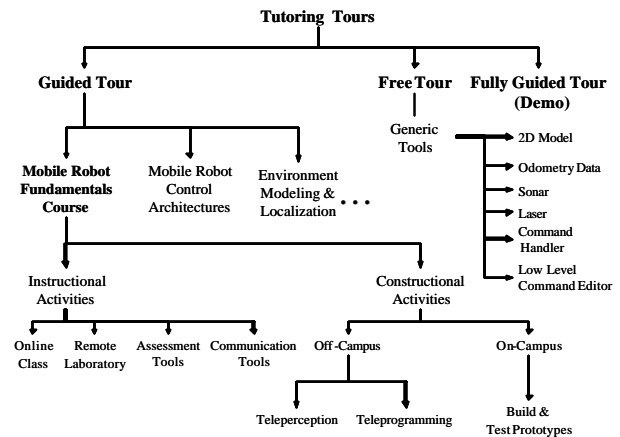 Tutoring Tours
Guided Tour
Free Tour
Fully Guided Tour
(Demo)
Generic
Tools
2D Model
Odometry Data
Sonar
Laser
Command
Handler
Low Level
Command Editor
Mobile Robot
Fundamentals
Course
Mobile Robot
Control
Architectures
Environment
Modeling &
Localization
...
Instructional
Activities
Constructional
Activities
Online
Class
Remote
Laboratory
Assessment
Tools
Communication
Tools
Off-Campus
On-Campus
Teleperception
Teleprogramming
Build &
Test Prototypes